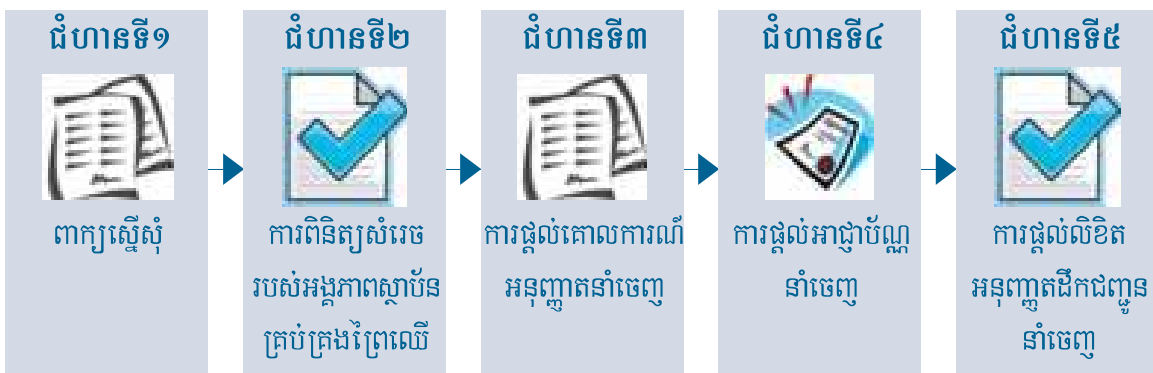 ជំហានទី១
ពាក្យស្នើសុំ
ជំហានទី២
ការពិនិត្យសំរេច
របស់អង្គភាពស្ថាប័ន
គ្រប់គ្រងព្រៃឈើ
ជំហានទី៣
ការផ្តល់គោលការណ៍
អនុញ្ញាតនាំចេញ
ជំហានទី៤
ការផ្តល់អាជ្ញាប័ណ្ណ
នាំចេញ
ជំហានទី៥
ការផ្តល់លិខិត
អនុញ្ញាតដឹកជញ្ជូន
នាំចេញ